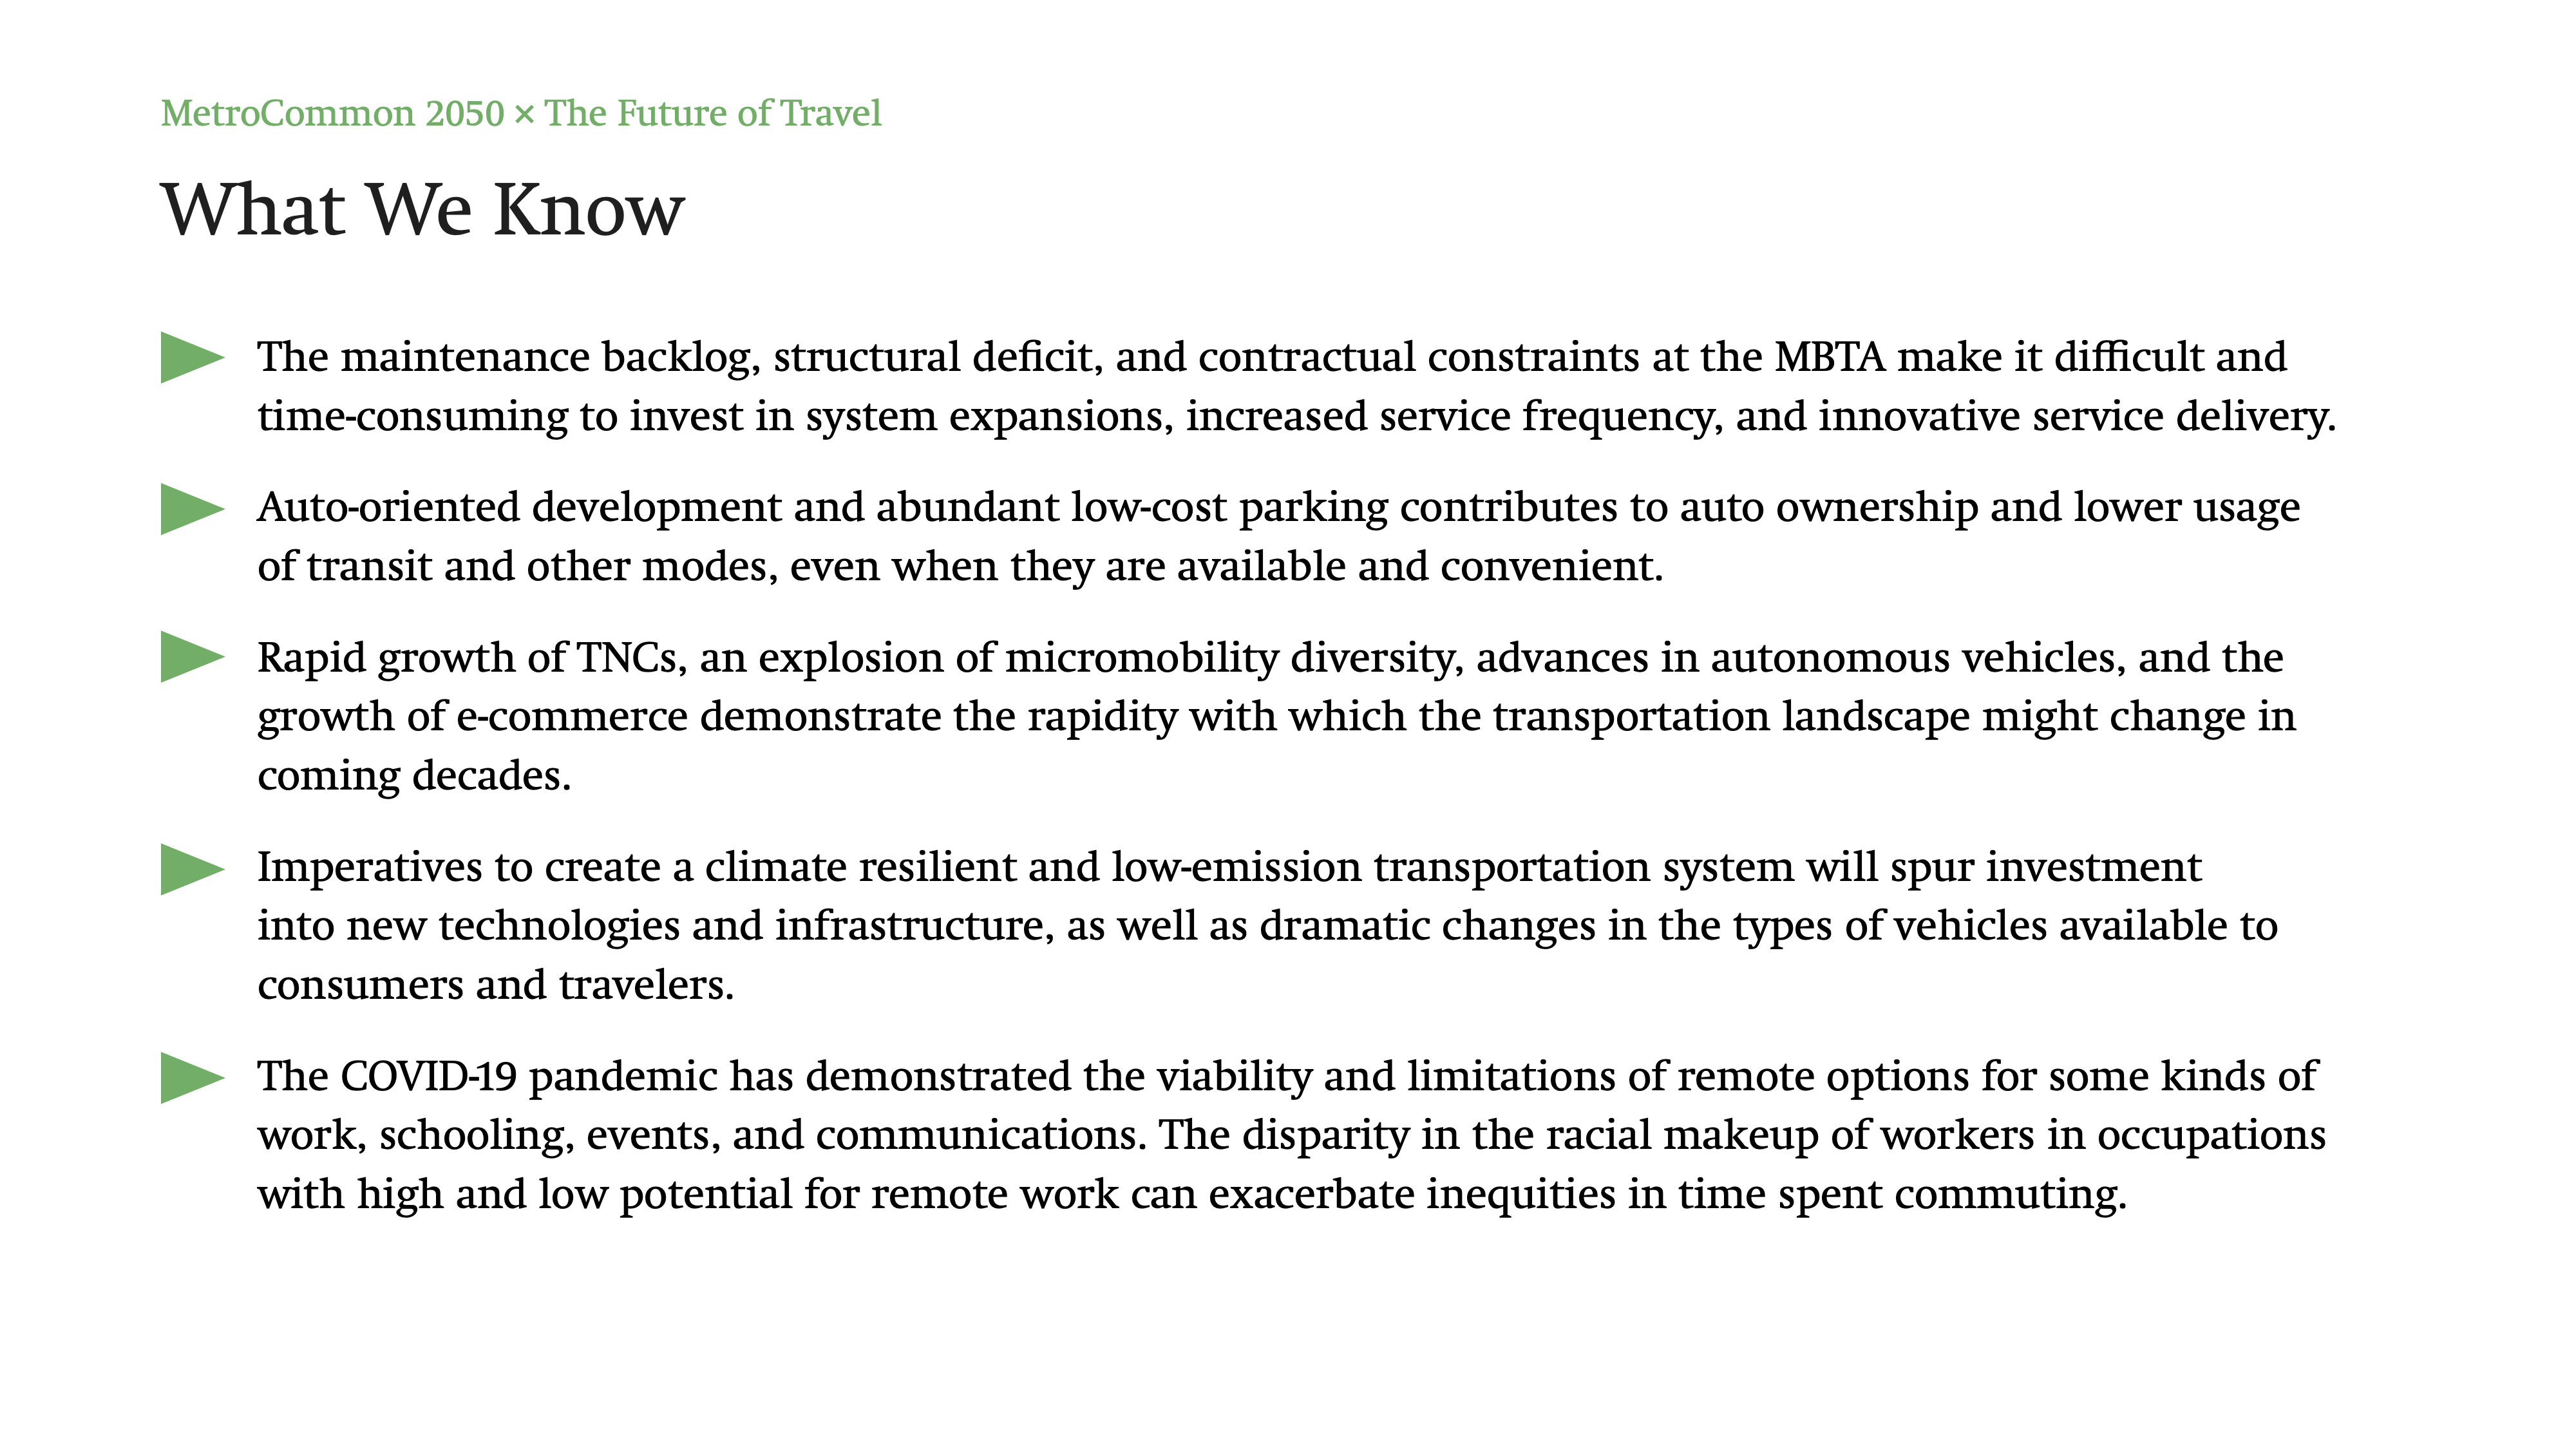 MetroCommon 2050 × The Future of Travel
What We Know
The maintenance backlog, structural deficit, and contractual constraints at the MBTA make it difficult and
time-consuming to invest in system expansions, increased service frequency, and innovative service delivery.
Auto-oriented development and abundant low-cost parking contributes to auto ownership and lower usage
of transit and other modes, even when they are available and convenient.
Rapid growth of TNCs, an explosion of micromobility diversity, advances in autonomous vehicles, and the
growth of e-commerce demonstrate the rapidity with which the transportation landscape might change in
coming decades.
Imperatives to create a climate resilient and low-emission transportation system will spur investment
into new technologies and infrastructure, as well as dramatic changes in the types of vehicles available to
consumers and travelers.
The COVID-19 pandemic has demonstrated the viability and limitations of remote options for some kinds of
work, schooling, events, and communications. The disparity in the racial makeup of workers in occupations
with high and low potential for remote work can exacerbate inequities in time spent commuting.